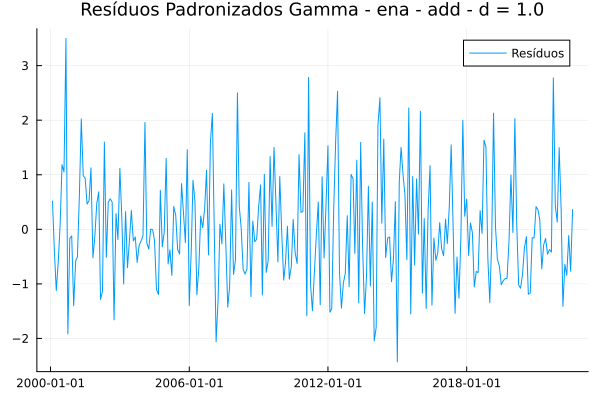 Resíduos Padronizados Gamma - ena - add - d = 1.0
Resíduos
3
2
1
0
−1
−2
2000-01-01 2006-01-01 2012-01-01 2018-01-01